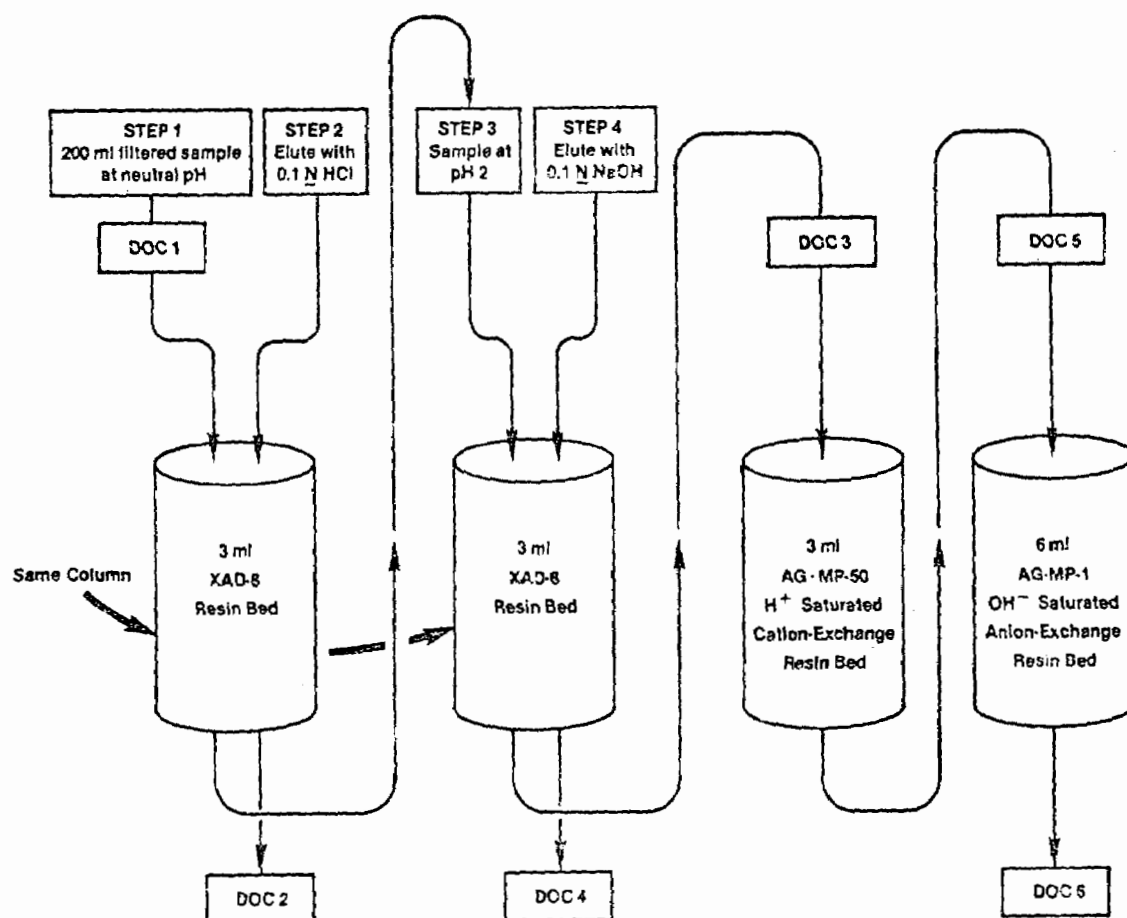 STEP 1
200 ml filtered sample
at neutral pH
STEP 2
Elute with
0.1 N HCl
STEP 3
Sample at
pH 2
STEP 4
Elute with
0.1 N NaOH
DOC 1
DOC 3
DOC 5
Same Column
3 ml
XAD-8
Resin Bed
3 ml
XAD-8
Resin Bed
3 ml
AG · MP-50
H+ Saturated
Cation-Exchange
Resin Bed
6 ml
AG-MP-1
OH− Saturated
Anion-Exchange
Resin Bed
DOC 2
DOC 4
DOC 6